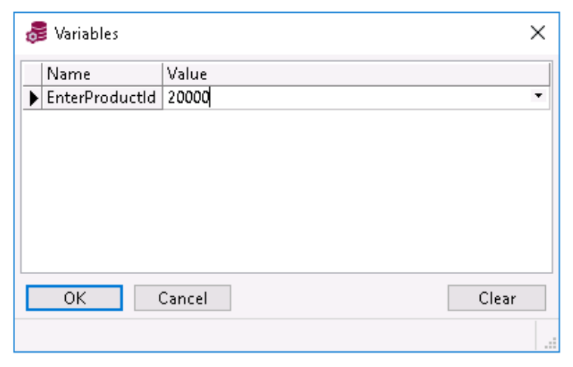 Variables
Name Value
EnterProductId 20000
OK Cancel Clear